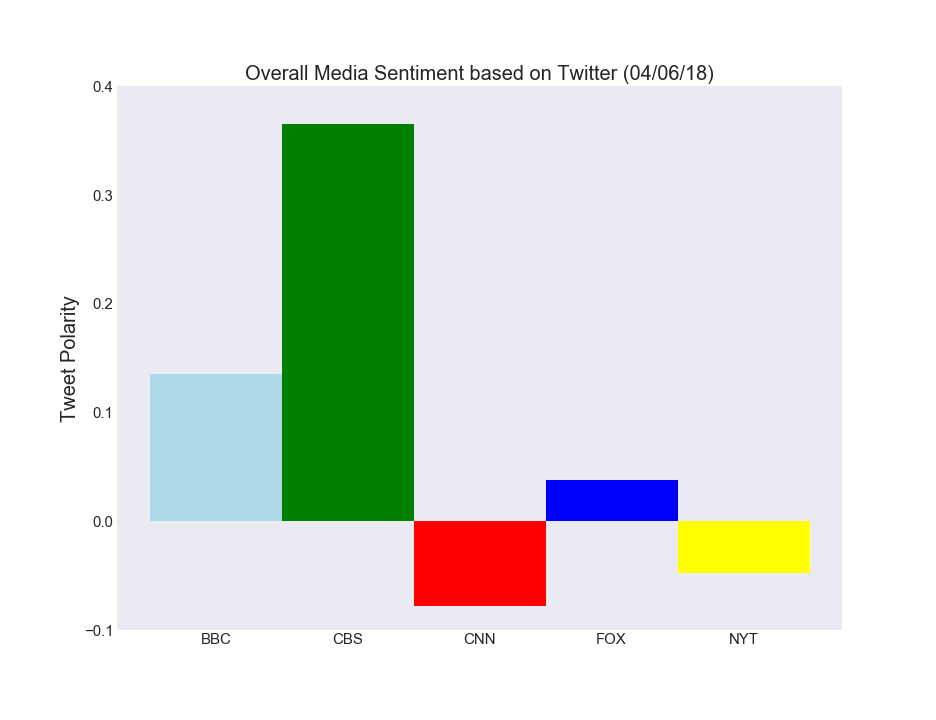 Overall Media Sentiment based on Twitter (04/06/18)
Tweet Polarity
0.4
0.3
0.2
0.1
0.0
−0.1
BBC CBS CNN FOX NYT